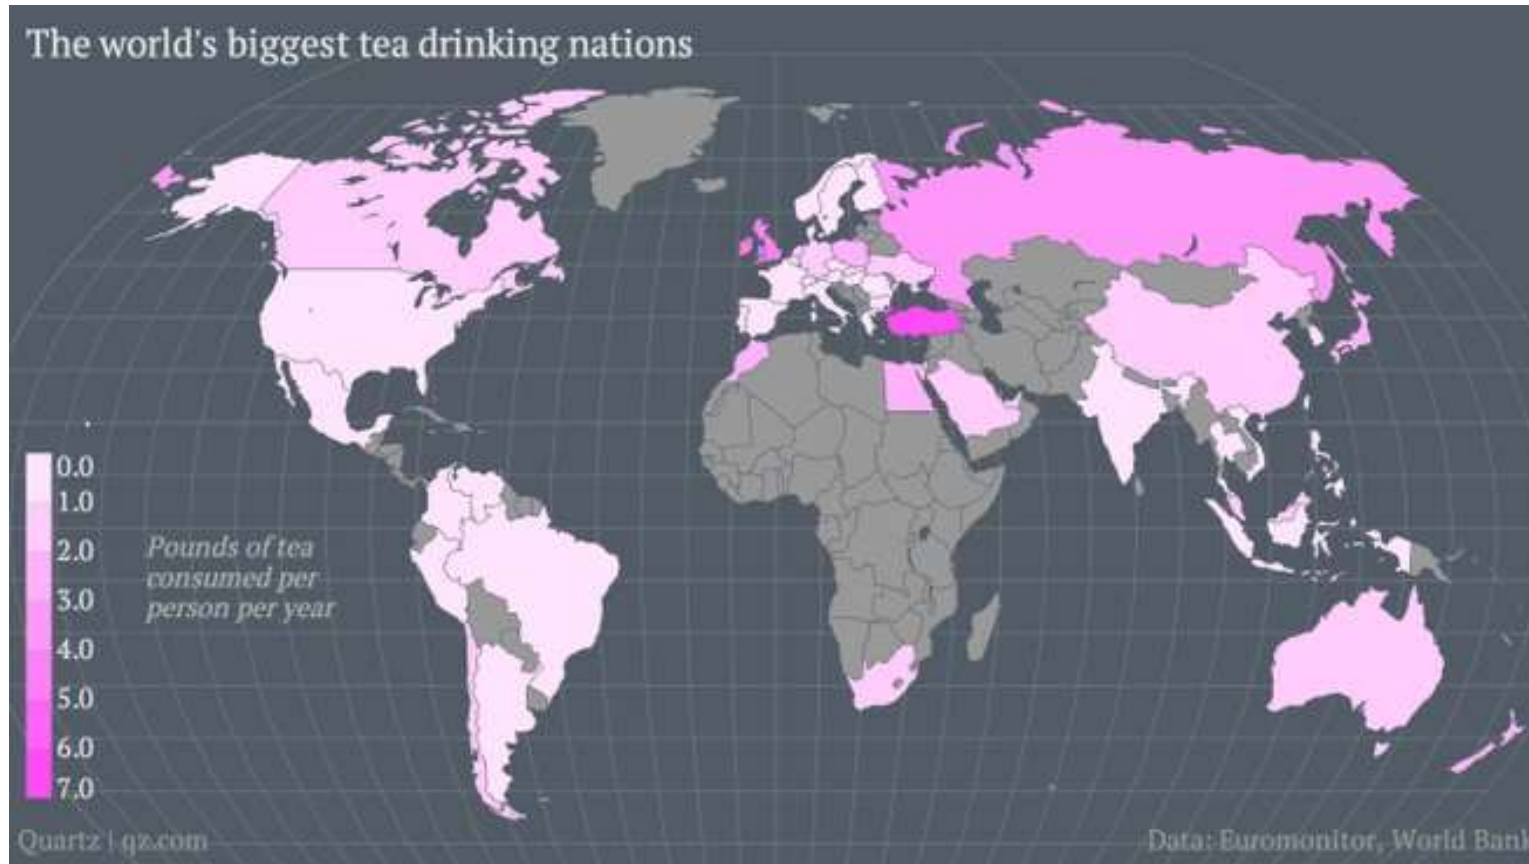 The world's biggest tea drinking nations
0.0
1.0
2.0
3.0
4.0
5.0
6.0
7.0
Pounds of tea
consumed per
person per year
Quartz | qz.com
Data: Euromonitor, World Bank